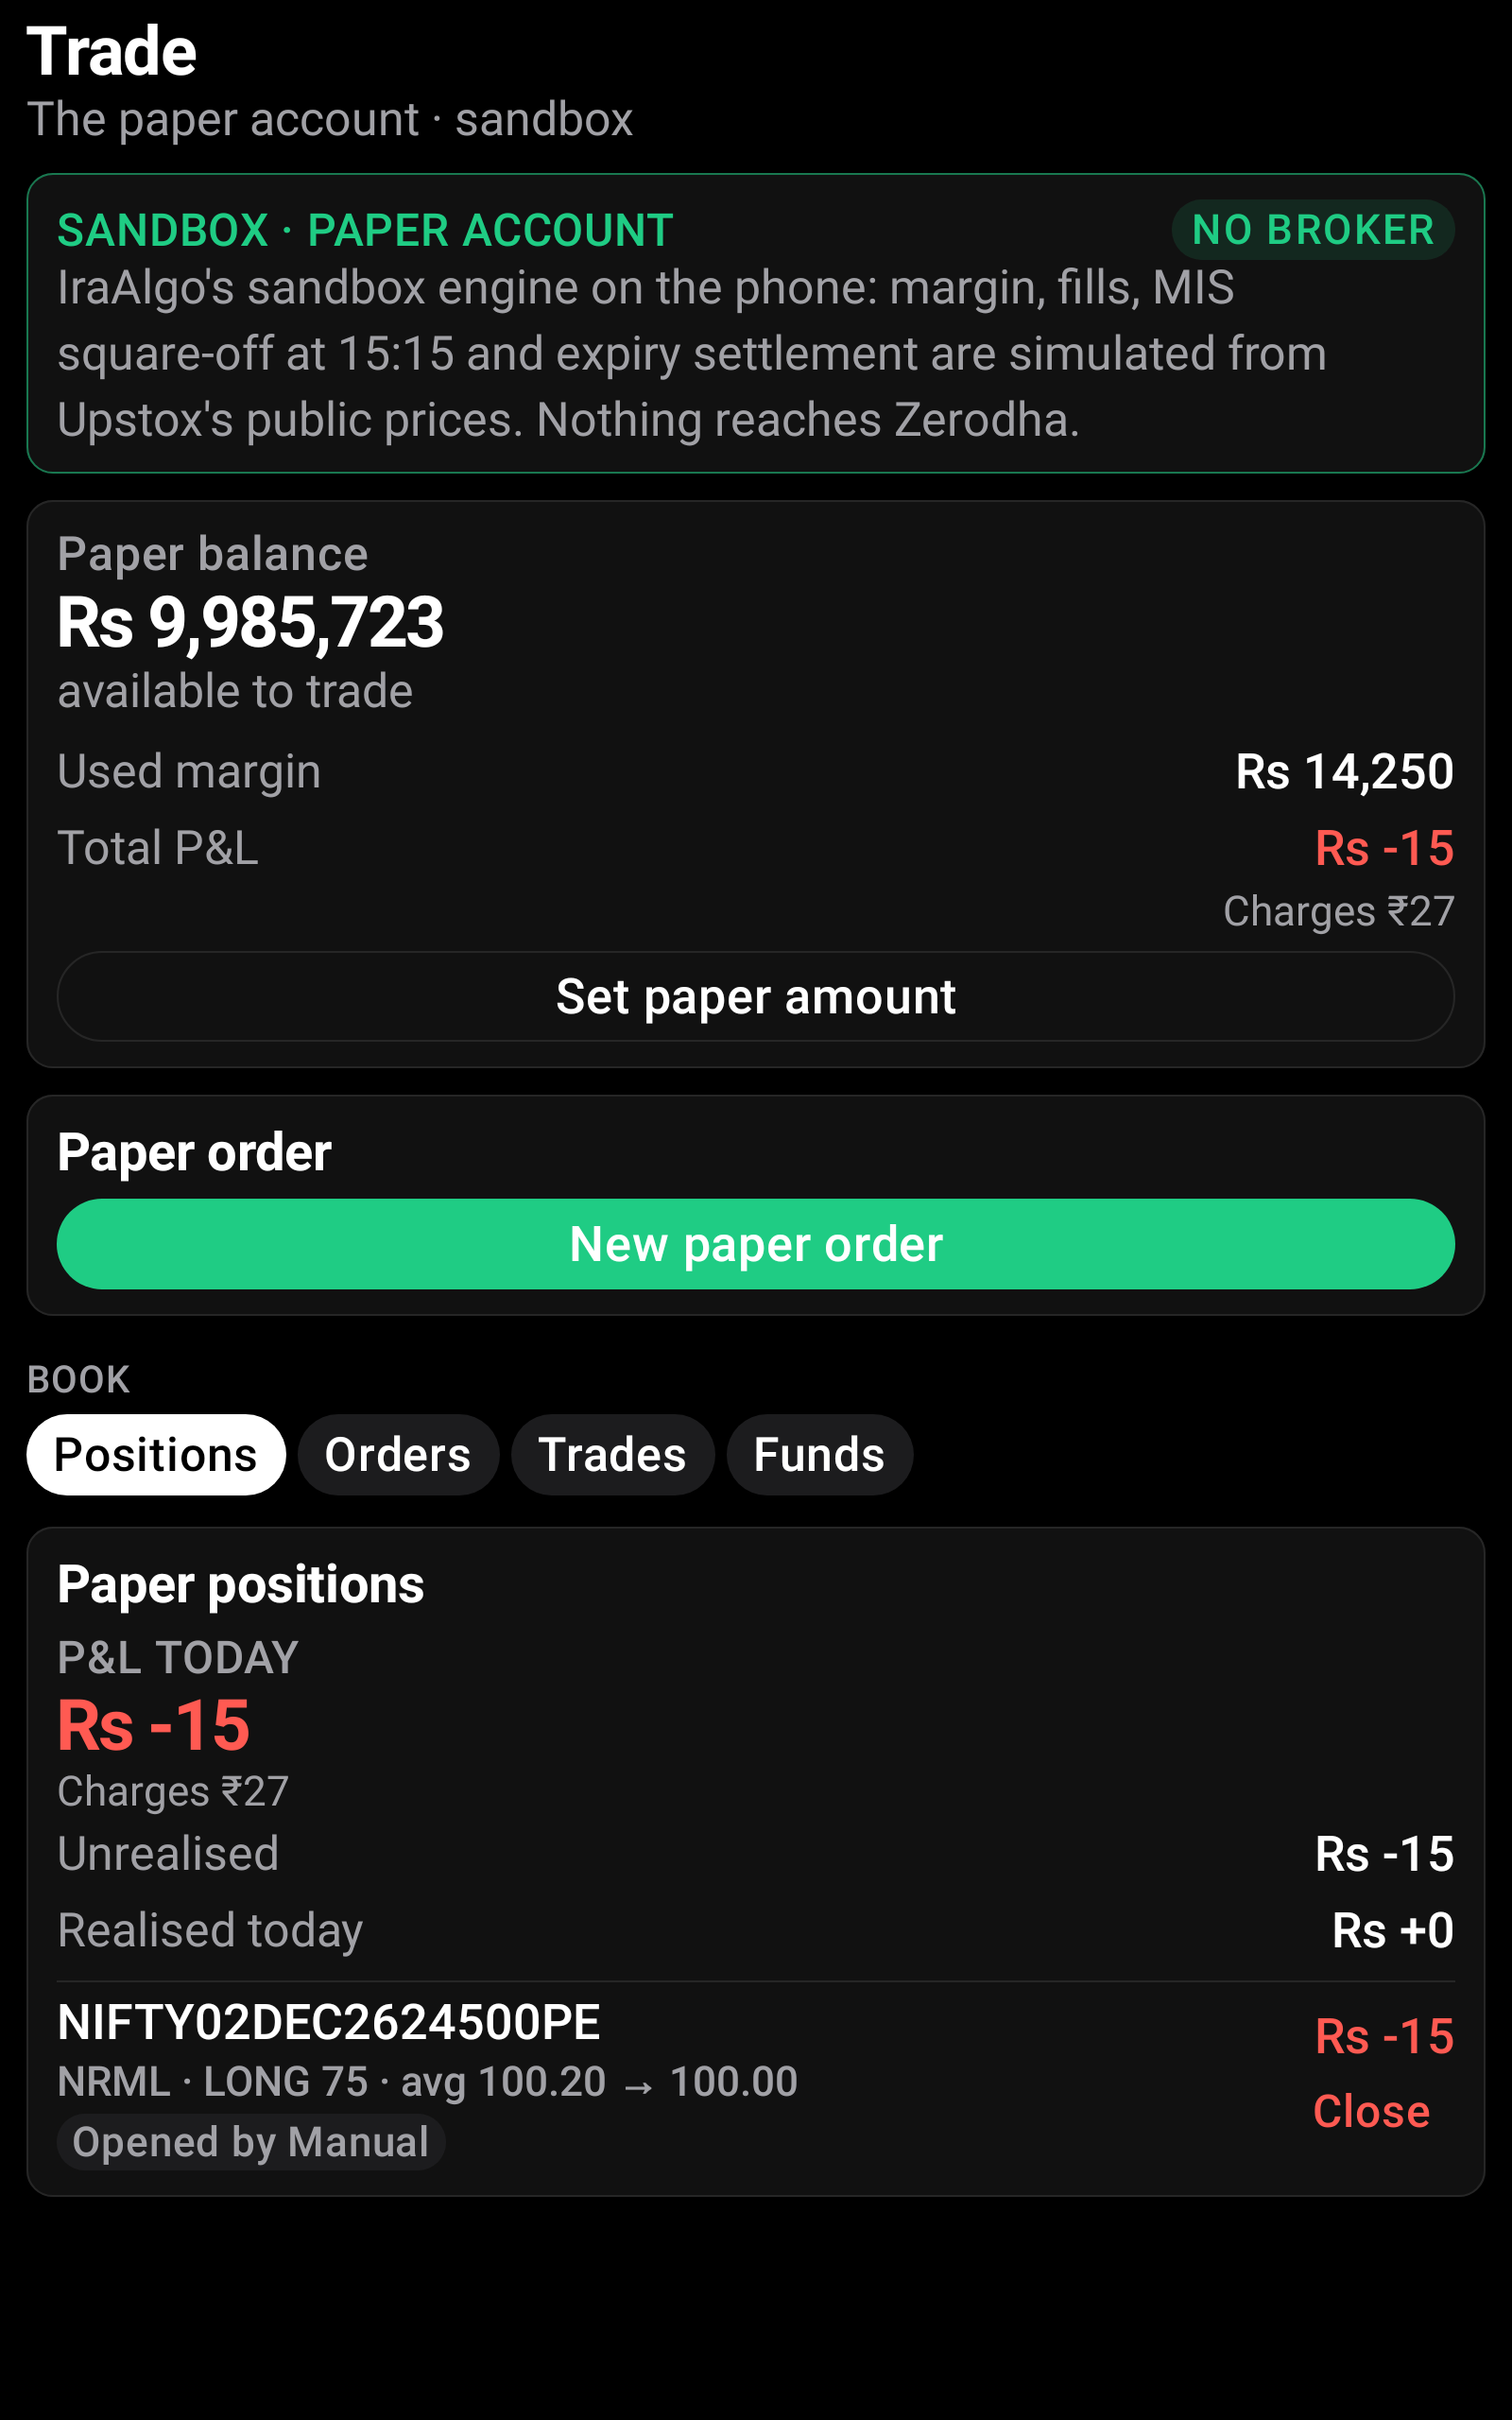 Trade
The paper account · sandbox
SANDBOX · PAPER ACCOUNT
NO BROKER
IraAlgo's sandbox engine on the phone: margin, fills, MIS
square-off at 15:15 and expiry settlement are simulated from
Upstox's public prices. Nothing reaches Zerodha.
Paper balance
Rs 9,985,723
available to trade
Used margin
Rs 14,250
Total P&L
Rs -15
Charges ₹27
Set paper amount
Paper order
New paper order
BOOK
Positions
Orders
Trades
Funds
Paper positions
P&L TODAY
Rs -15
Charges ₹27
Unrealised
Rs -15
Realised today
Rs +0
NIFTY02DEC2624500PE
Rs -15
NRML · LONG 75 · avg 100.20 → 100.00
Close
Opened by Manual